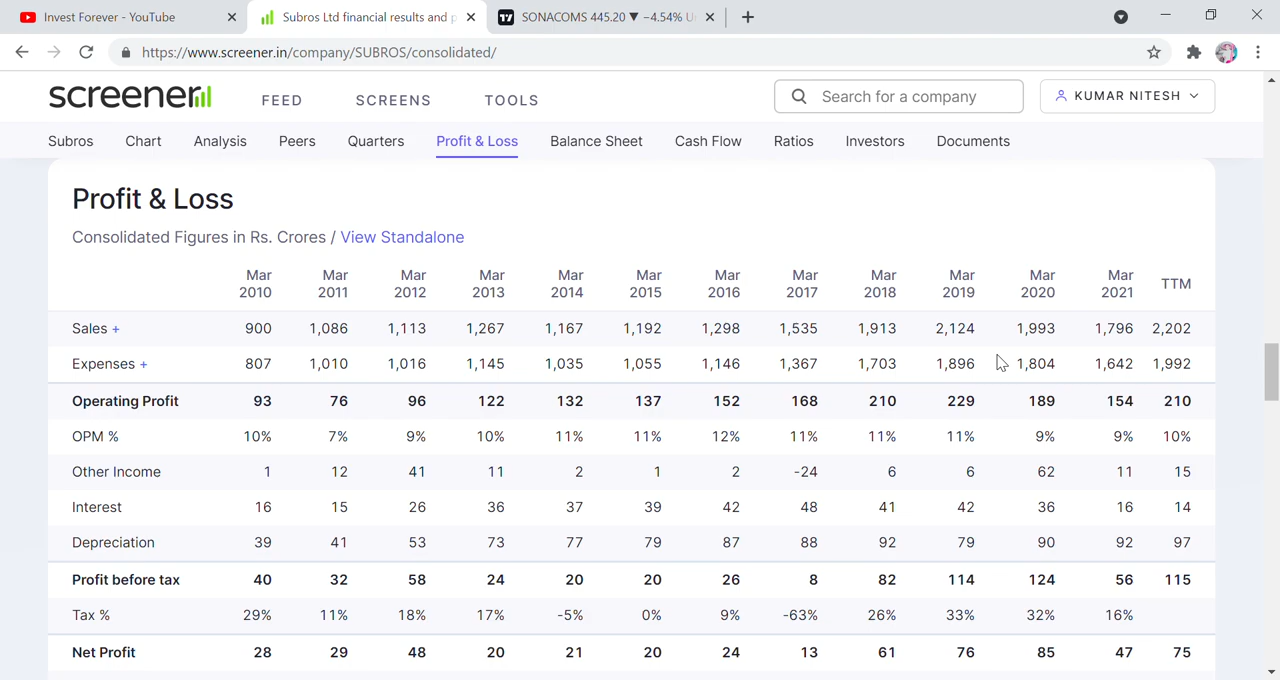 Invest Forever - YouTube
Subros Ltd financial results and p
SONACOMS 445.20 ▼ −4.54% U
https://www.screener.in/company/SUBROS/consolidated/
screener
FEED SCREENS TOOLS
Search for a company
KUMAR NITESH
Subros Chart Analysis Peers Quarters Profit & Loss Balance Sheet Cash Flow Ratios Investors Documents
Profit & Loss
Consolidated Figures in Rs. Crores / View Standalone
Mar 2010 Mar 2011 Mar 2012 Mar 2013 Mar 2014 Mar 2015 Mar 2016 Mar 2017 Mar 2018 Mar 2019 Mar 2020 Mar 2021 TTM
Sales + 900 1,086 1,113 1,267 1,167 1,192 1,298 1,535 1,913 2,124 1,993 1,796 2,202
Expenses + 807 1,010 1,016 1,145 1,035 1,055 1,146 1,367 1,703 1,896 1,804 1,642 1,992
Operating Profit 93 76 96 122 132 137 152 168 210 229 189 154 210
OPM % 10% 7% 9% 10% 11% 11% 12% 11% 11% 11% 9% 9% 10%
Other Income 1 12 41 11 2 1 2 -24 6 6 62 11 15
Interest 16 15 26 36 37 39 42 48 41 42 36 16 14
Depreciation 39 41 53 73 77 79 87 88 92 79 90 92 97
Profit before tax 40 32 58 24 20 20 26 8 82 114 124 56 115
Tax % 29% 11% 18% 17% -5% 0% 9% -63% 26% 33% 32% 16%
Net Profit 28 29 48 20 21 20 24 13 61 76 85 47 75